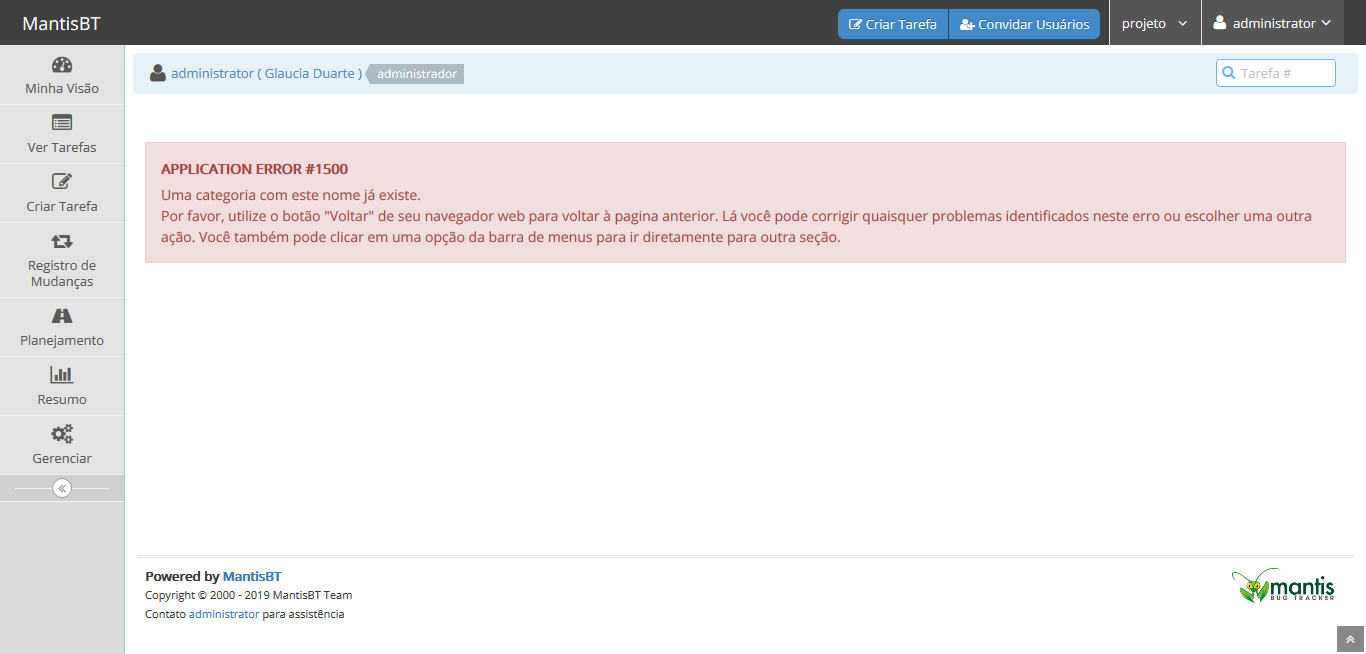 MantisBT
Criar Tarefa
Convidar Usuários
projeto
administrator
Minha Visão
Ver Tarefas
Criar Tarefa
Registro de
Mudanças
Planejamento
Resumo
Gerenciar
administrator ( Glaucia Duarte )
administrador
Tarefa #
APPLICATION ERROR #1500
Uma categoria com este nome já existe.
Por favor, utilize o botão "Voltar" de seu navegador web para voltar à pagina anterior. Lá você pode corrigir quaisquer problemas identificados neste erro ou escolher uma outra
ação. Você também pode clicar em uma opção da barra de menus para ir diretamente para outra seção.
Powered by MantisBT
Copyright © 2000 - 2019 MantisBT Team
Contato administrator para assistência
mantis
BUG TRACKER